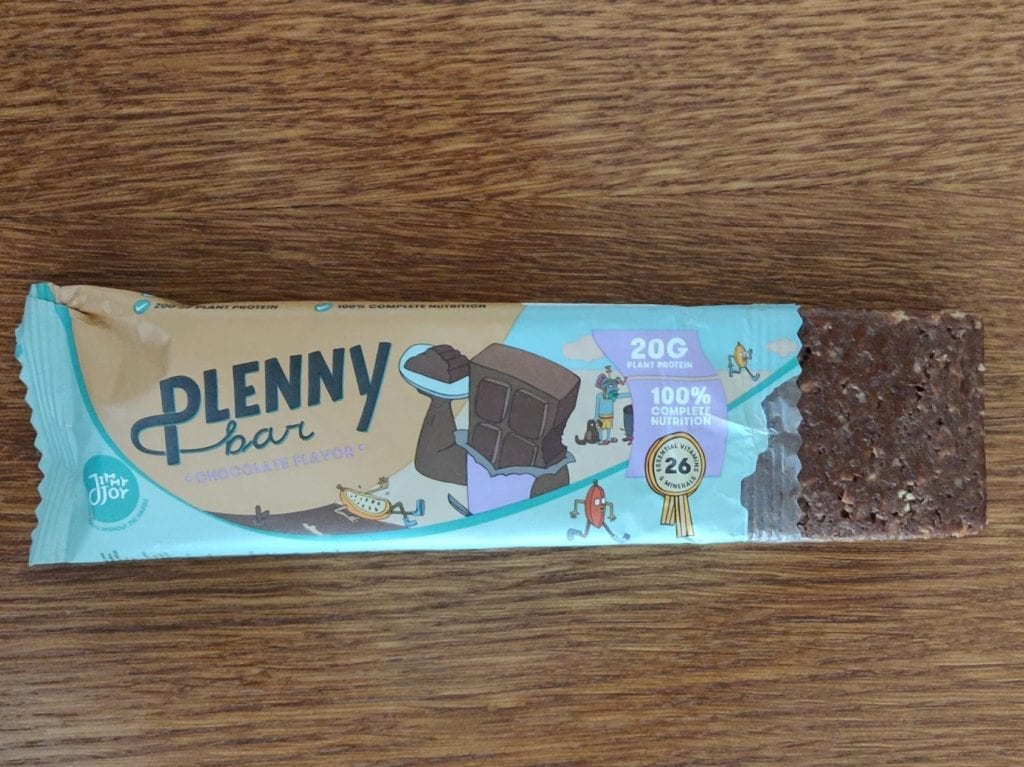 20G OF PLANT PROTEIN
100% COMPLETE NUTRITION
PLENNY
bar
CHOCOLATE FLAVOR
JIMMY
JOY
20G
PLANT PROTEIN
100%
COMPLETE
NUTRITION
ESSENTIAL VITAMINS
26
& MINERALS